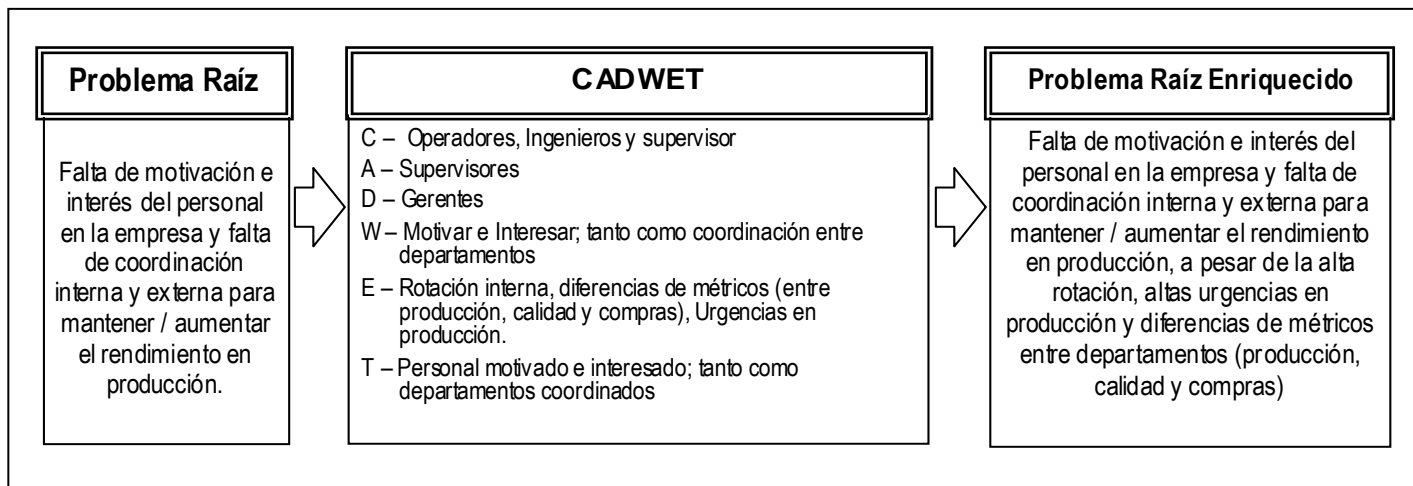 Problema Raíz
Falta de motivación e
interés del personal
en la empresa y falta
de coordinación
interna y externa para
mantener / aumentar
el rendimiento en
producción.
CADWET
C – Operadores, Ingenieros y supervisor
A – Supervisores
D – Gerentes
W – Motivar e Interesar; tanto como coordinación entre
departamentos
E – Rotación interna, diferencias de métricos (entre
producción, calidad y compras), Urgencias en
producción.
T – Personal motivado e interesado; tanto como
departamentos coordinados
Problema Raíz Enriquecido
Falta de motivación e interés del
personal en la empresa y falta de
coordinación interna y externa para
mantener / aumentar el rendimiento
en producción, a pesar de la alta
rotación, altas urgencias en
producción y diferencias de métricos
entre departamentos (producción,
calidad y compras)